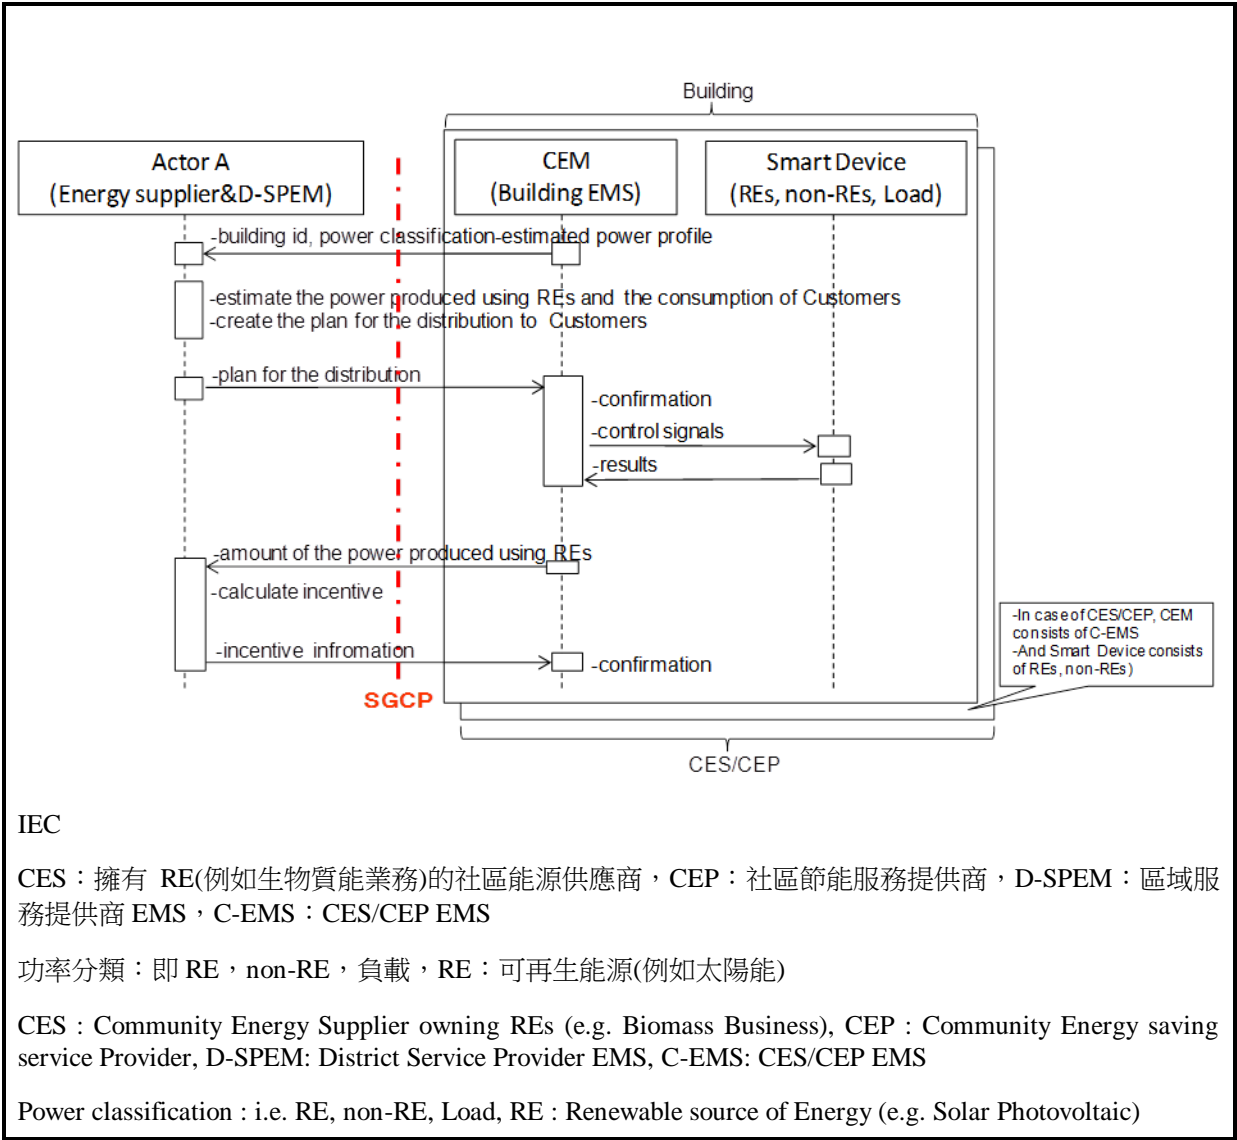 Building
Actor A
(Energy supplier&D-SPEM)
CEM
(Building EMS)
Smart Device
(REs, non-REs, Load)
-building id, power classification-estimated power profile
-estimate the power produced using REs and the consumption of Customers
-create the plan for the distribution to Customers
-plan for the distribution
-confirmation
-control signals
-results
-amount of the power produced using REs
-calculate incentive
-incentive infromation
-confirmation
-In case of CES/CEP, CEM
consists of C-EMS
-And Smart Device consists
of REs, non-REs)
SGCP
CES/CEP
IEC
CES：擁有 RE(例如生物質能業務)的社區能源供應商，CEP：社區節能服務提供商，D-SPEM：區域服
務提供商 EMS，C-EMS：CES/CEP EMS
功率分類：即 RE，non-RE，負載，RE：可再生能源(例如太陽能)
CES : Community Energy Supplier owning REs (e.g. Biomass Business), CEP : Community Energy saving
service Provider, D-SPEM: District Service Provider EMS, C-EMS: CES/CEP EMS
Power classification : i.e. RE, non-RE, Load, RE : Renewable source of Energy (e.g. Solar Photovoltaic)